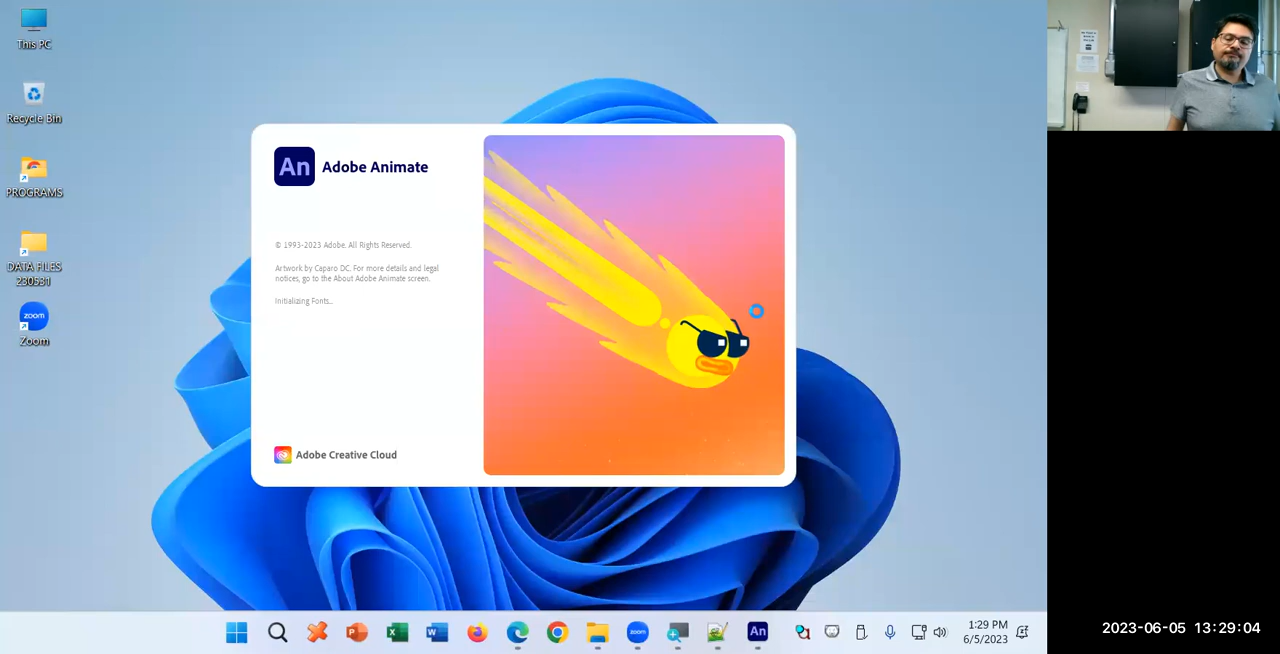 This PC
Recycle Bin
PROGRAMS
DATA FILES
230531
zoom
Zoom
An Adobe Animate
© 1993-2023 Adobe. All Rights Reserved.
Artwork by Caparo DC. For more details and legal
notices, go to the About Adobe Animate screen.
Initializing Fonts...
Adobe Creative Cloud
P
X
W
zoom
An
1:29 PM
6/5/2023
2023-06-05 13:29:04